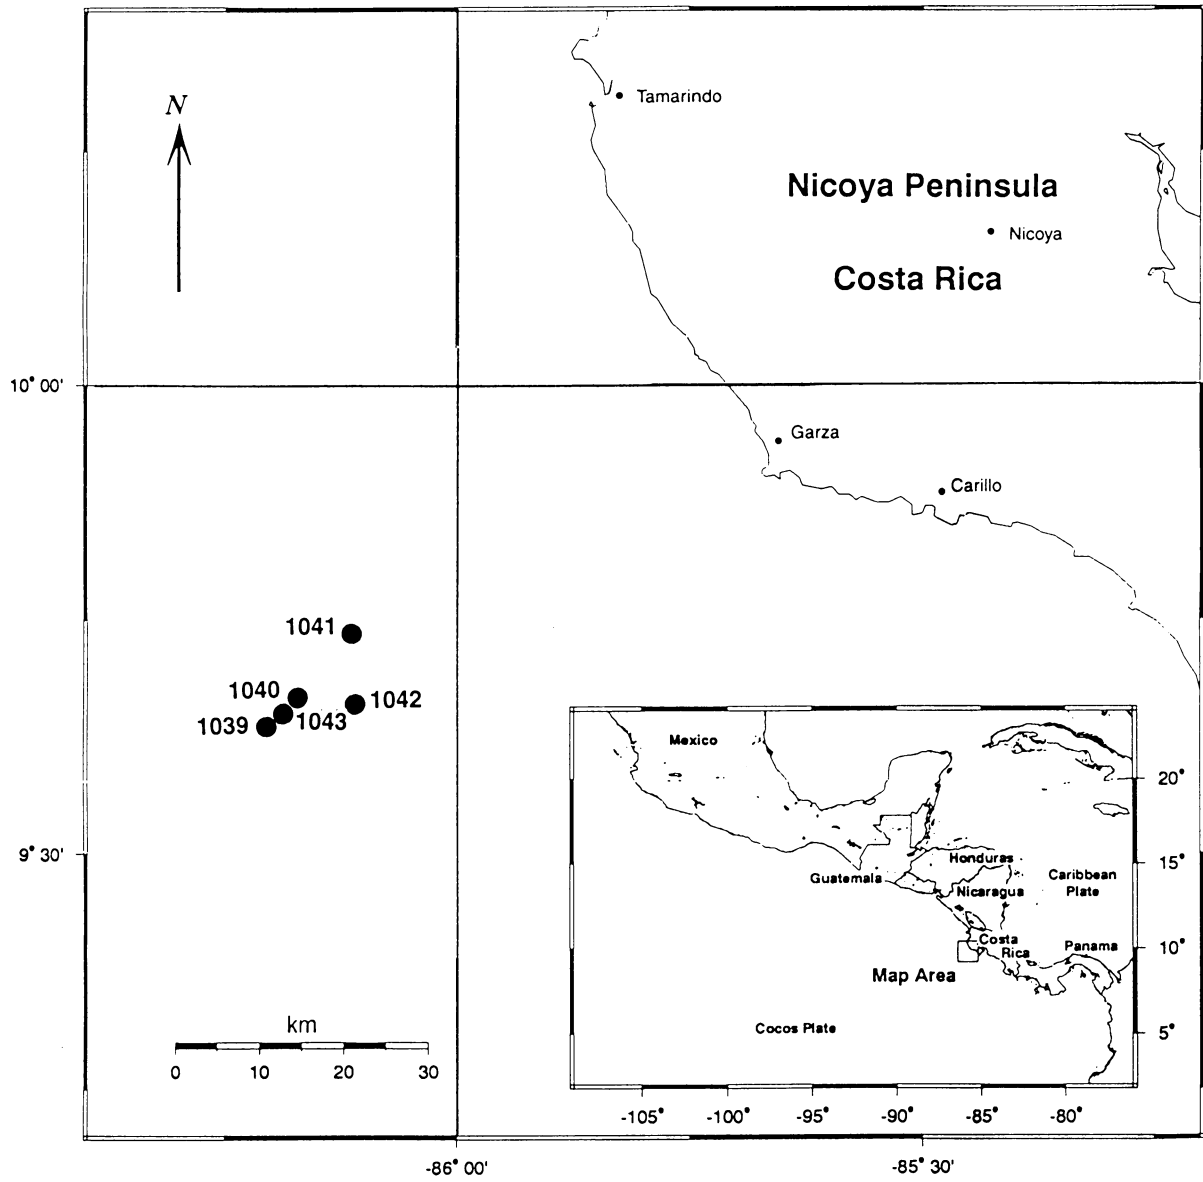 N
Tamarindo
Nicoya Peninsula
Nicoya
Costa Rica
10° 00'
Garza
Carillo
1041
1040
1042
1039
1043
9° 30'
km
0 10 20 30
Mexico
20°
Honduras
15°
Guatemala
Nicaragua
Caribbean
Plate
Costa
Rica
Panama
10°
Map Area
Cocos Plate
5°
-105° -100° -95° -90° -85° -80°
-86° 00'
-85° 30'